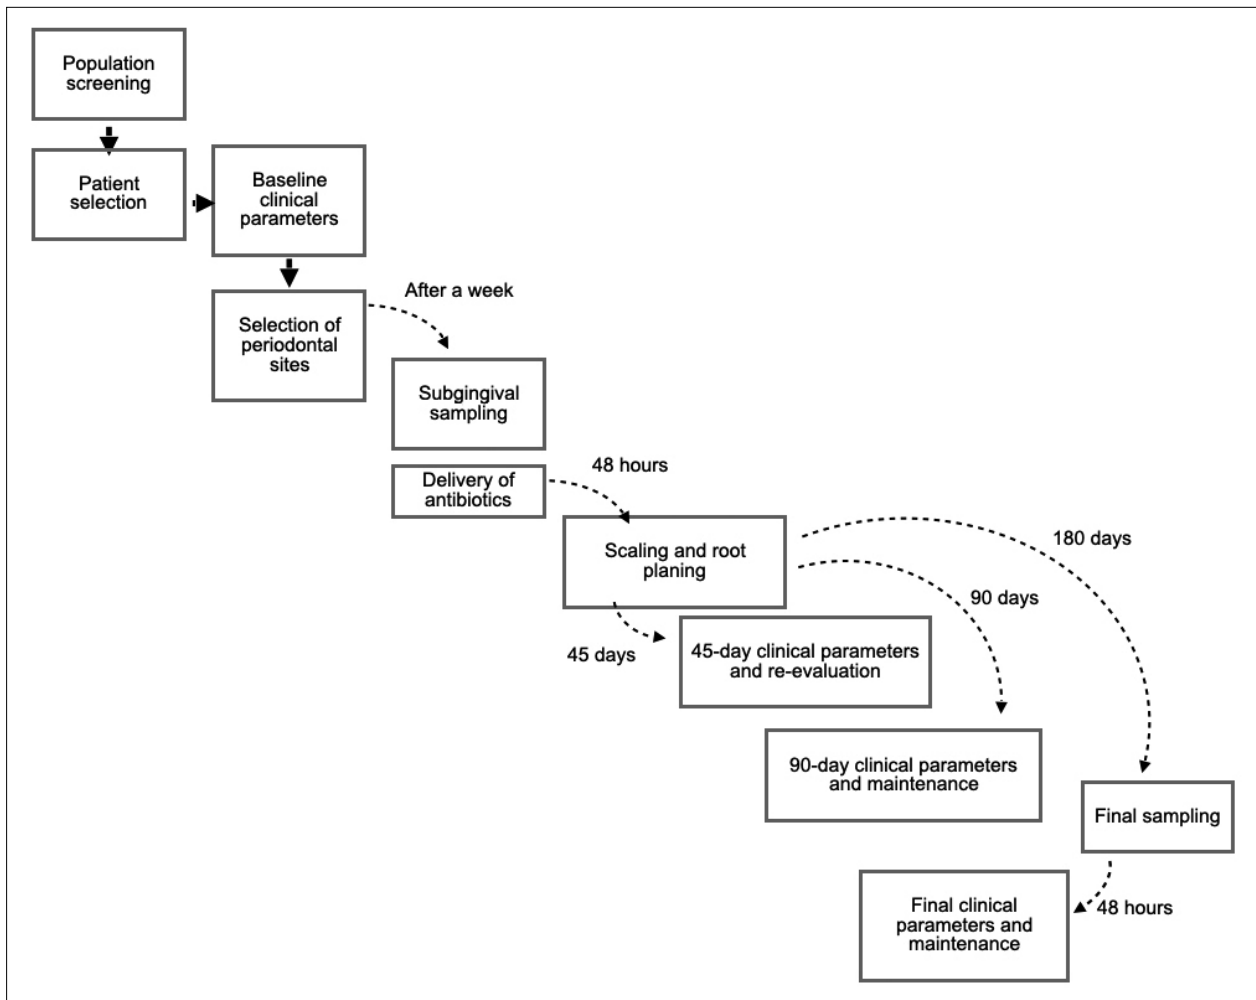 Population
screening
Patient
selection
Baseline
clinical
parameters
Selection of
periodontal
sites
After a week
Subgingival
sampling
Delivery of
antibiotics
48 hours
Scaling and root
planing
180 days
90 days
45 days
45-day clinical parameters
and re-evaluation
90-day clinical parameters
and maintenance
Final sampling
48 hours
Final clinical
parameters and
maintenance